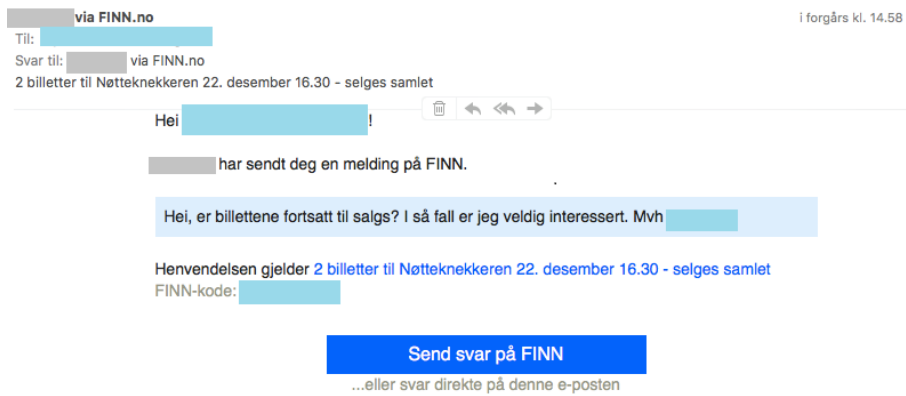 via FINN.no
i forgårs kl. 14.58
Til:
Svar til: via FINN.no
2 billetter til Nøtteknekkeren 22. desember 16.30 - selges samlet
Hei !
har sendt deg en melding på FINN.
Hei, er billettene fortsatt til salgs? I så fall er jeg veldig interessert. Mvh
Henvendelsen gjelder 2 billetter til Nøtteknekkeren 22. desember 16.30 - selges samlet
FINN-kode:
Send svar på FINN
...eller svar direkte på denne e-posten